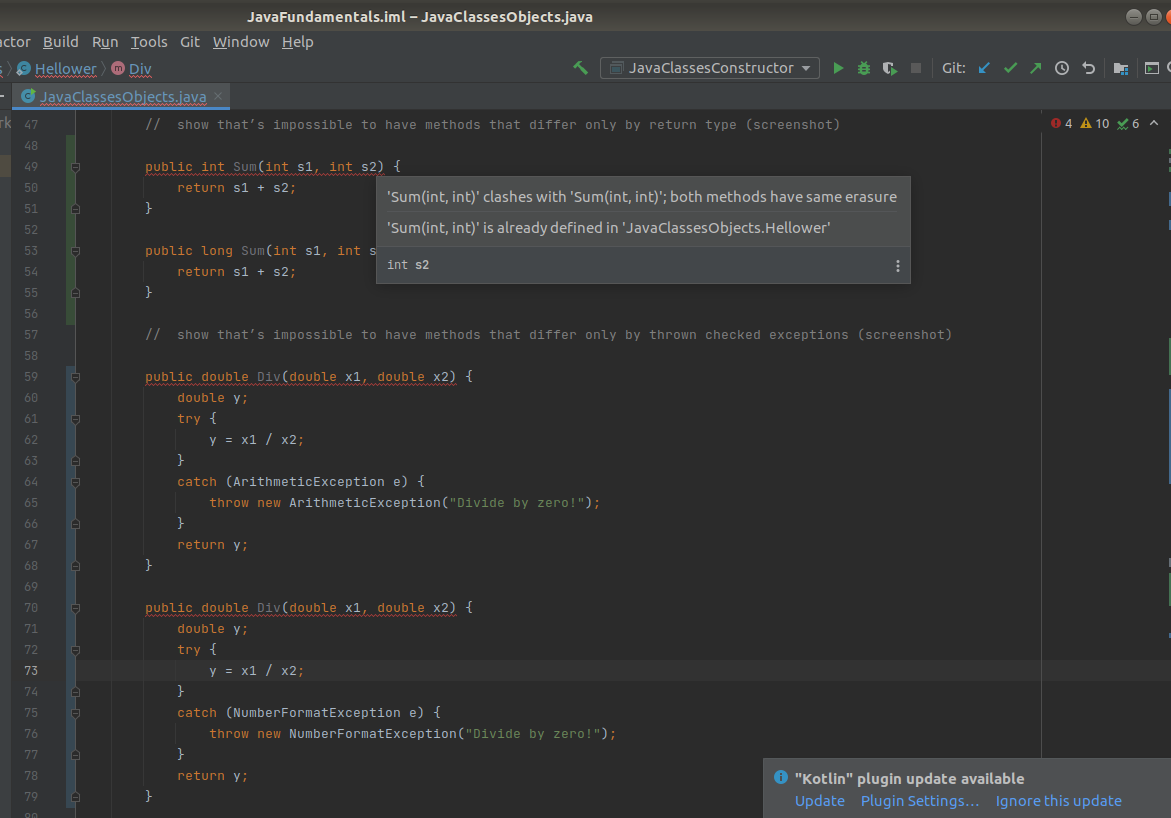 JavaFundamentals.iml – JavaClassesObjects.java
actor Build Run Tools Git Window Help
s Hellower m Div JavaClassesConstructor Git:
C JavaClassesObjects.java
rk 47 // show that’s impossible to have methods that differ only by return type (screenshot) 4 10 6
48
49 public int Sum(int s1, int s2) {
50 return s1 + s2;
'Sum(int, int)' clashes with 'Sum(int, int)'; both methods have same erasure
51 }
'Sum(int, int)' is already defined in 'JavaClassesObjects.Hellower'
52
53 public long Sum(int s1, int s
int s2
54 return s1 + s2;
55 }
56
57 // show that’s impossible to have methods that differ only by thrown checked exceptions (screenshot)
58
59 public double Div(double x1, double x2) {
60 double y;
61 try {
62 y = x1 / x2;
63 }
64 catch (ArithmeticException e) {
65 throw new ArithmeticException("Divide by zero!");
66 }
67 return y;
68 }
69
70 public double Div(double x1, double x2) {
71 double y;
72 try {
73 y = x1 / x2;
74 }
75 catch (NumberFormatException e) {
76 throw new NumberFormatException("Divide by zero!");
77 }
78 return y;
79 }
80
"Kotlin" plugin update available
Update Plugin Settings… Ignore this update